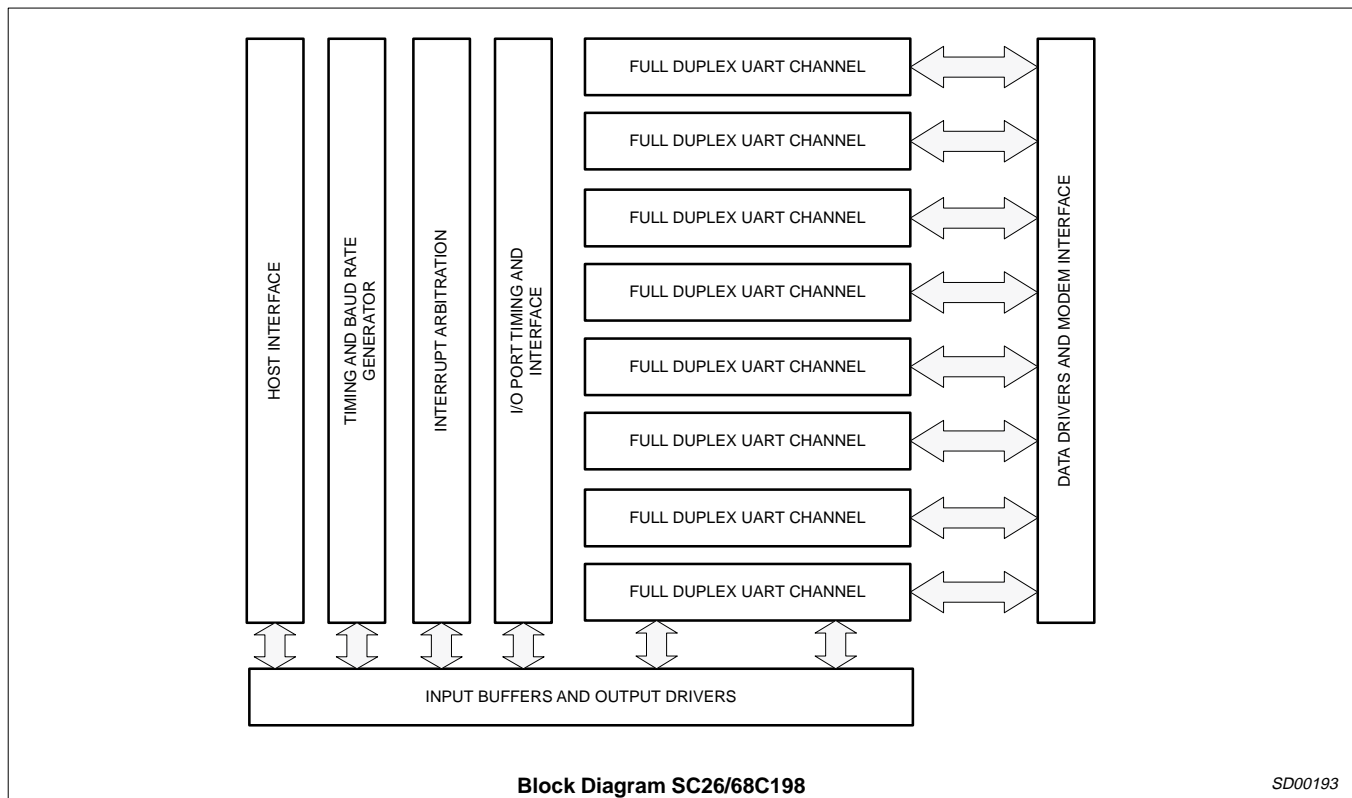 HOST INTERFACE
TIMING AND BAUD RATE
GENERATOR
INTERRUPT ARBITRATION
I/O PORT TIMING AND
INTERFACE
FULL DUPLEX UART CHANNEL
FULL DUPLEX UART CHANNEL
FULL DUPLEX UART CHANNEL
FULL DUPLEX UART CHANNEL
FULL DUPLEX UART CHANNEL
FULL DUPLEX UART CHANNEL
FULL DUPLEX UART CHANNEL
FULL DUPLEX UART CHANNEL
DATA DRIVERS AND MODEM INTERFACE
INPUT BUFFERS AND OUTPUT DRIVERS
Block Diagram SC26/68C198
SD00193